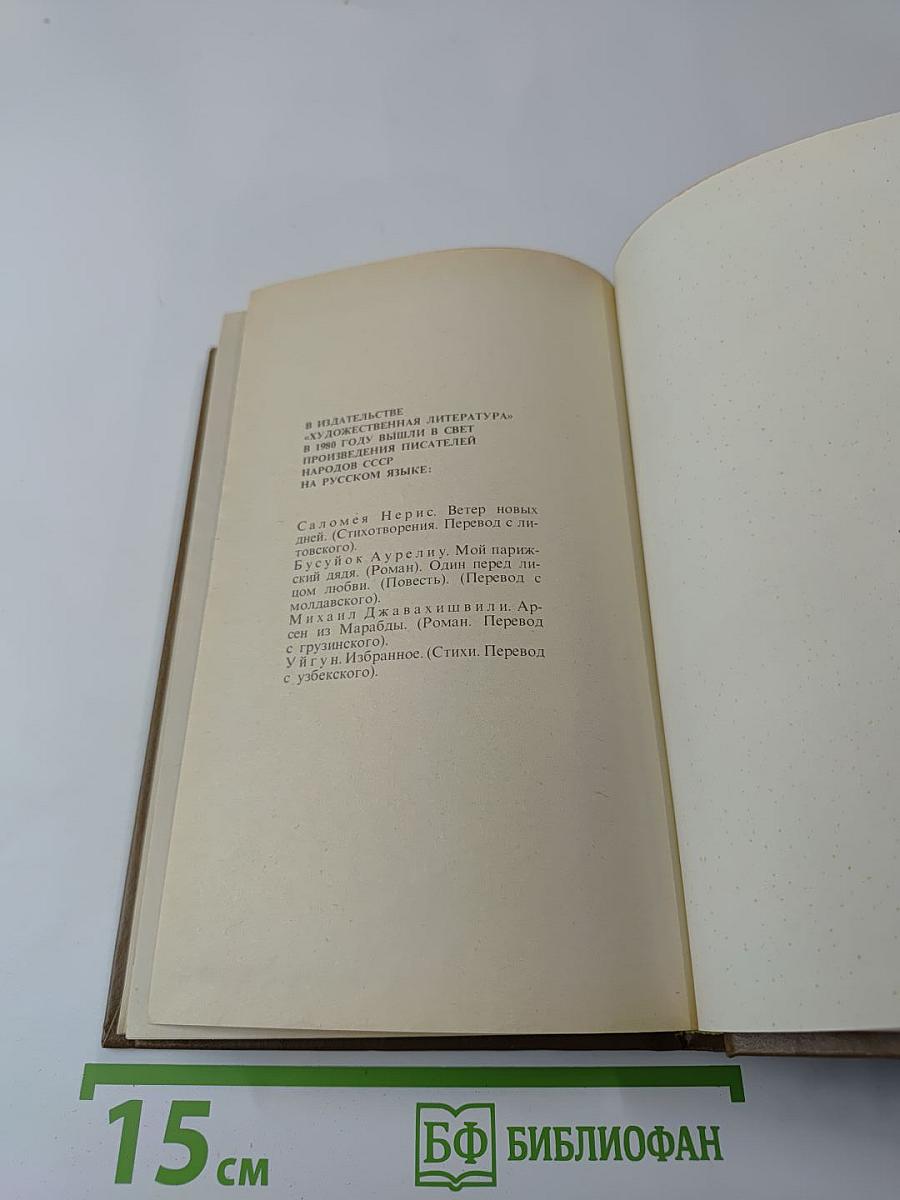 В ИЗДАТЕЛЬСТВЕ
«ХУДОЖЕСТВЕННАЯ ЛИТЕРАТУРА»
В 1980 ГОДУ ВЫШЛИ В СВЕТ
ПРОИЗВЕДЕНИЯ ПИСАТЕЛЕЙ
НАРОДОВ СССР
НА РУССКОМ ЯЗЫКЕ:
Саломея Нерис. Ветер новых
дней. (Стихотворения. Перевод с ли-
товского).
Бусуйок Аурелиу. Мой париж-
ский дядя. (Роман). Один перед ли-
цом любви. (Повесть). (Перевод с
молдавского).
Михаил Джавахишвили. Ар-
сен из Марабды. (Роман. Перевод
с грузинского).
Уйгун. Избранное. (Стихи. Перевод
с узбекского).
15 см
БФ БИБЛИОФАН